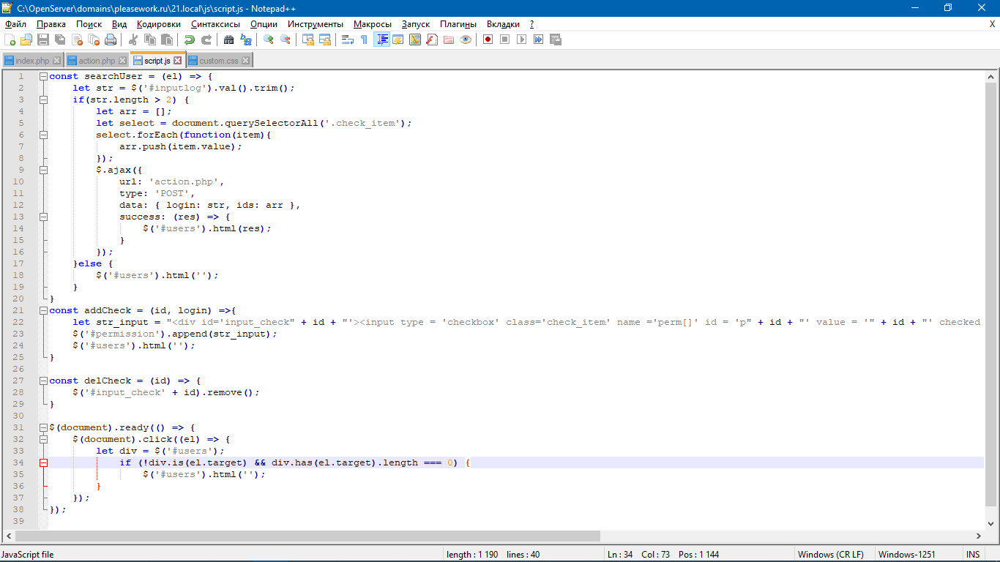 C:\OpenServer\domains\pleasework.ru\21.local\js\script.js - Notepad++
Файл Правка Поиск Вид Кодировки Синтаксисы Опции Инструменты Макросы Запуск Плагины Вкладки ? X
index.php action.php script.js custom.css
1 const searchUser = (el) => {
2 let str = $('#inputlog').val().trim();
3 if(str.length > 2) {
4 let arr = [];
5 let select = document.querySelectorAll('.check_item');
6 select.forEach(function(item){
7 arr.push(item.value);
8 });
9 $.ajax({
10 url: 'action.php',
11 type: 'POST',
12 data: { login: str, ids: arr },
13 success: (res) => {
14 $('#users').html(res);
15 }
16 });
17 }else {
18 $('#users').html('');
19 }
20 }
21 const addCheck = (id, login) =>{
22 let str_input = "<div id='input_check" + id + "'><input type = 'checkbox' class='check_item' name ='perm[]' id = 'p" + id + "' value = '" + id + "' checked
23 $('#permission').append(str_input);
24 $('#users').html('');
25 }
26
27 const delCheck = (id) => {
28 $('#input_check' + id).remove();
29 }
30
31 $(document).ready(() => {
32 $(document).click((el) => {
33 let div = $('#users');
34 if (!div.is(el.target) && div.has(el.target).length === 0) {
35 $('#users').html('');
36 }
37 });
38 });
39
JavaScript file length : 1 190 lines : 40 Ln : 34 Col : 73 Pos : 1 144 Windows (CR LF) Windows-1251 INS